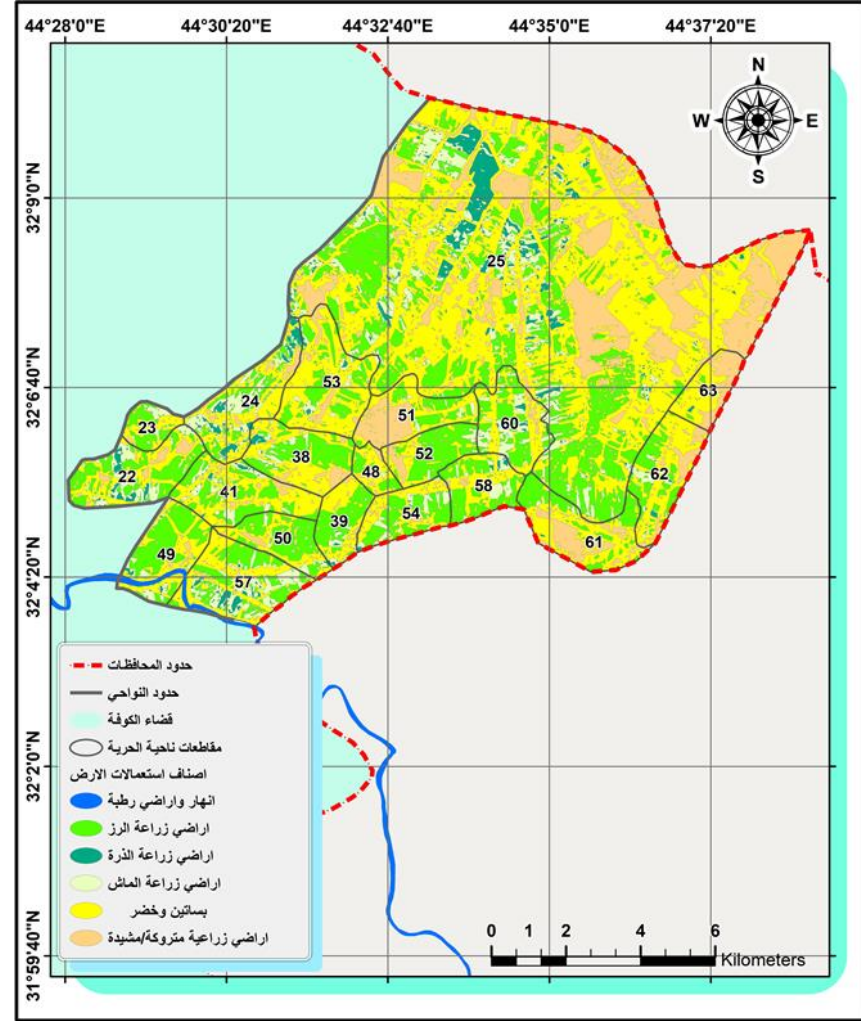 44°28'0"E 44°30'20"E 44°32'40"E 44°35'0"E 44°37'20"E
N
W E
S
32°9'0"N
25
32°6'40"N
53
63
24
51
23
60
38
52
48
22
62
41
58
54
39
50
61
49
32°4'20"N
57
حدود المحافظات
حدود النواحي
قضاء الكوفة
مقاطعات ناحية الحرية
اصناف استعمالات الارض
32°2'0"N
انهار واراضي رطبة
اراضي زراعة الرز
اراضي زراعة الذرة
اراضي زراعة الماش
بساتين وخضر
اراضي زراعية متروكة/مشيدة
0 1 2 4 6
Kilometers
31°59'40"N